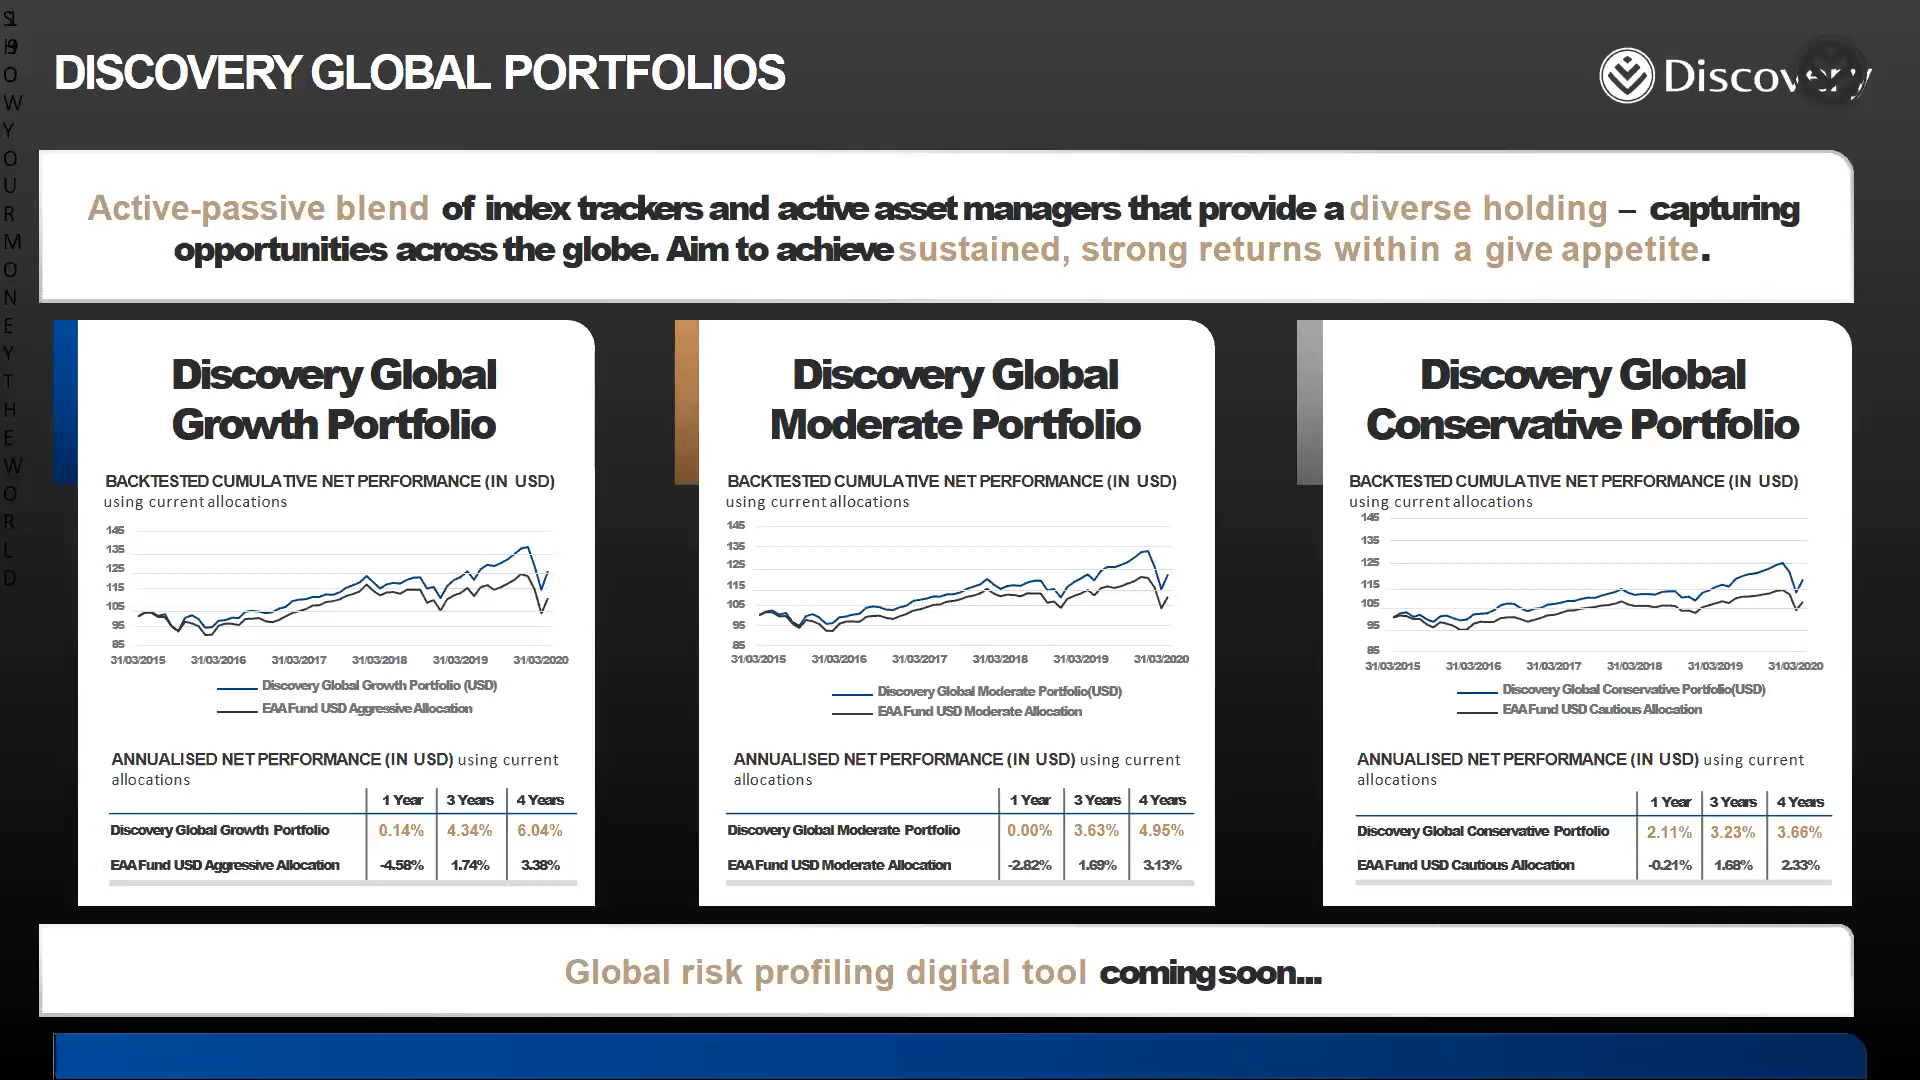 DISCOVERY GLOBAL PORTFOLIOS
Discovery
SHOW YOUR MONEY THE WORLD
Active-passive blend of index trackers and active asset managers that provide a diverse holding – capturing
opportunities across the globe. Aim to achieve sustained, strong returns within a give appetite.
Discovery Global
Growth Portfolio
BACKTESTED CUMULATIVE NET PERFORMANCE (IN USD)
using current allocations
145
135
125
115
105
95
85
31/03/2015 31/03/2016 31/03/2017 31/03/2018 31/03/2019 31/03/2020
Discovery Global Growth Portfolio (USD)
EAA Fund USD Aggressive Allocation
ANNUALISED NET PERFORMANCE (IN USD) using current
allocations
1 Year 3 Years 4 Years
Discovery Global Growth Portfolio 0.14% 4.34% 6.04%
EAA Fund USD Aggressive Allocation -4.58% 1.74% 3.38%
Discovery Global
Moderate Portfolio
BACKTESTED CUMULATIVE NET PERFORMANCE (IN USD)
using current allocations
145
135
125
115
105
95
85
31/03/2015 31/03/2016 31/03/2017 31/03/2018 31/03/2019 31/03/2020
Discovery Global Moderate Portfolio(USD)
EAA Fund USD Moderate Allocation
ANNUALISED NET PERFORMANCE (IN USD) using current
allocations
1 Year 3 Years 4 Years
Discovery Global Moderate Portfolio 0.00% 3.63% 4.95%
EAA Fund USD Moderate Allocation -2.82% 1.69% 3.13%
Discovery Global
Conservative Portfolio
BACKTESTED CUMULATIVE NET PERFORMANCE (IN USD)
using current allocations
145
135
125
115
105
95
85
31/03/2015 31/03/2016 31/03/2017 31/03/2018 31/03/2019 31/03/2020
Discovery Global Conservative Portfolio(USD)
EAA Fund USD Cautious Allocation
ANNUALISED NET PERFORMANCE (IN USD) using current
allocations
1 Year 3 Years 4 Years
Discovery Global Conservative Portfolio 2.11% 3.23% 3.66%
EAA Fund USD Cautious Allocation -0.21% 1.68% 2.33%
Global risk profiling digital tool coming soon...